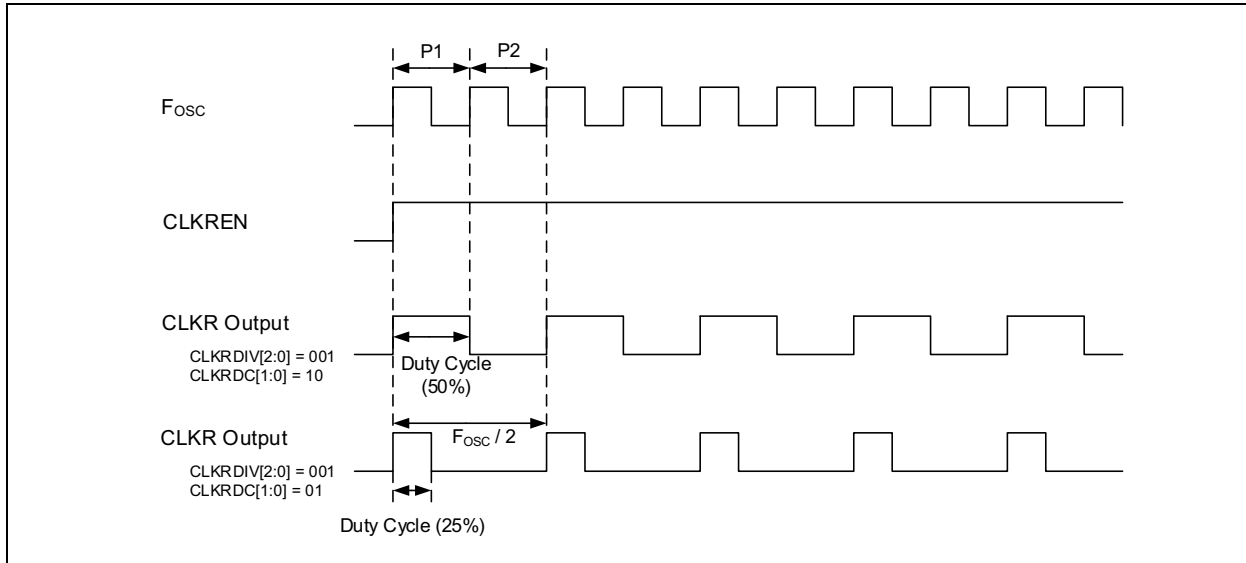 P1 P2
FOSC
CLKREN
CLKR Output
CLKRDIV[2:0] = 001
CLKRDC[1:0] = 10
Duty Cycle
(50%)
FOSC / 2
CLKR Output
CLKRDIV[2:0] = 001
CLKRDC[1:0] = 01
Duty Cycle (25%)